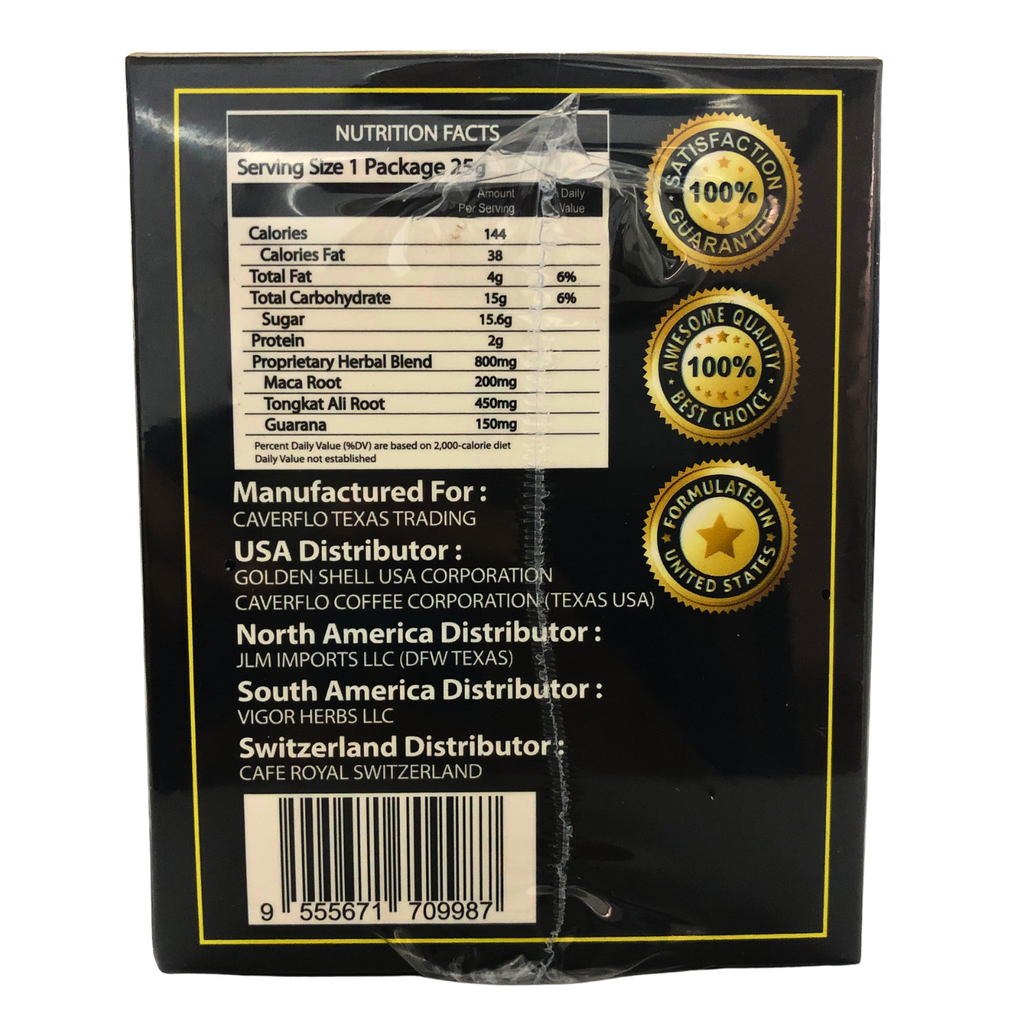 NUTRITION FACTS
Serving Size 1 Package 25g
Amount Per Serving
Daily Value
Calories 144
Calories Fat 38
Total Fat 4g 6%
Total Carbohydrate 15g 6%
Sugar 15.6g
Protein 2g
Proprietary Herbal Blend 800mg
Maca Root 200mg
Tongkat Ali Root 450mg
Guarana 150mg
Percent Daily Value (%DV) are based on 2,000-calorie diet
Daily Value not established
SATISFACTION
100%
GUARANTEE
AWESOME QUALITY
100%
BEST CHOICE
FORMULATED IN
UNITED STATES
Manufactured For :
CAVERFLO TEXAS TRADING
USA Distributor :
GOLDEN SHELL USA CORPORATION
CAVERFLO COFFEE CORPORATION (TEXAS USA)
North America Distributor :
JLM IMPORTS LLC (DFW TEXAS)
South America Distributor :
VIGOR HERBS LLC
Switzerland Distributor :
CAFE ROYAL SWITZERLAND
9 555671 709987